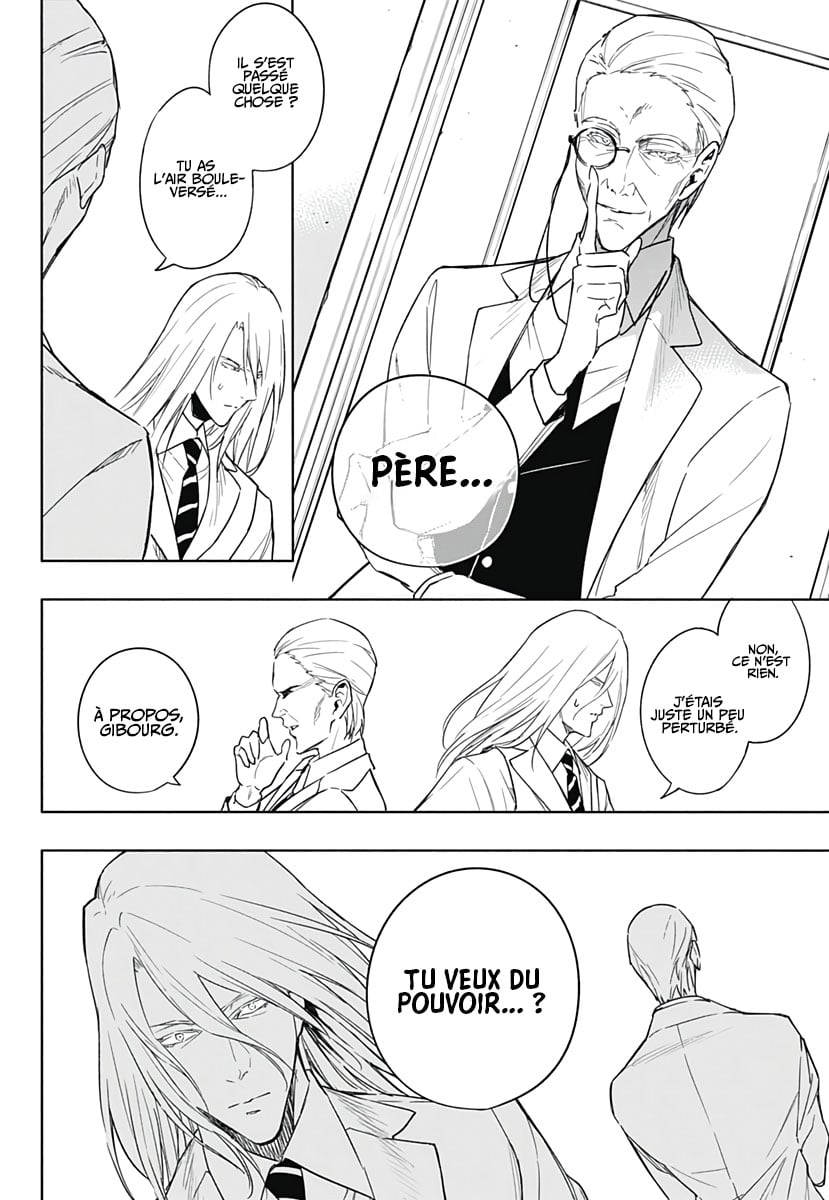 PÈRE...
IL S'EST
PASSÉ
QUELQUE
CHOSE ?
TU AS
L'AIR BOULE-
VERSÉ...
NON,
CE N'EST
RIEN.
J'ÉTAIS
JUSTE UN PEU
PERTURBÉ.
À PROPOS,
GIBOURG.
TU VEUX DU
POUVOIR... ?